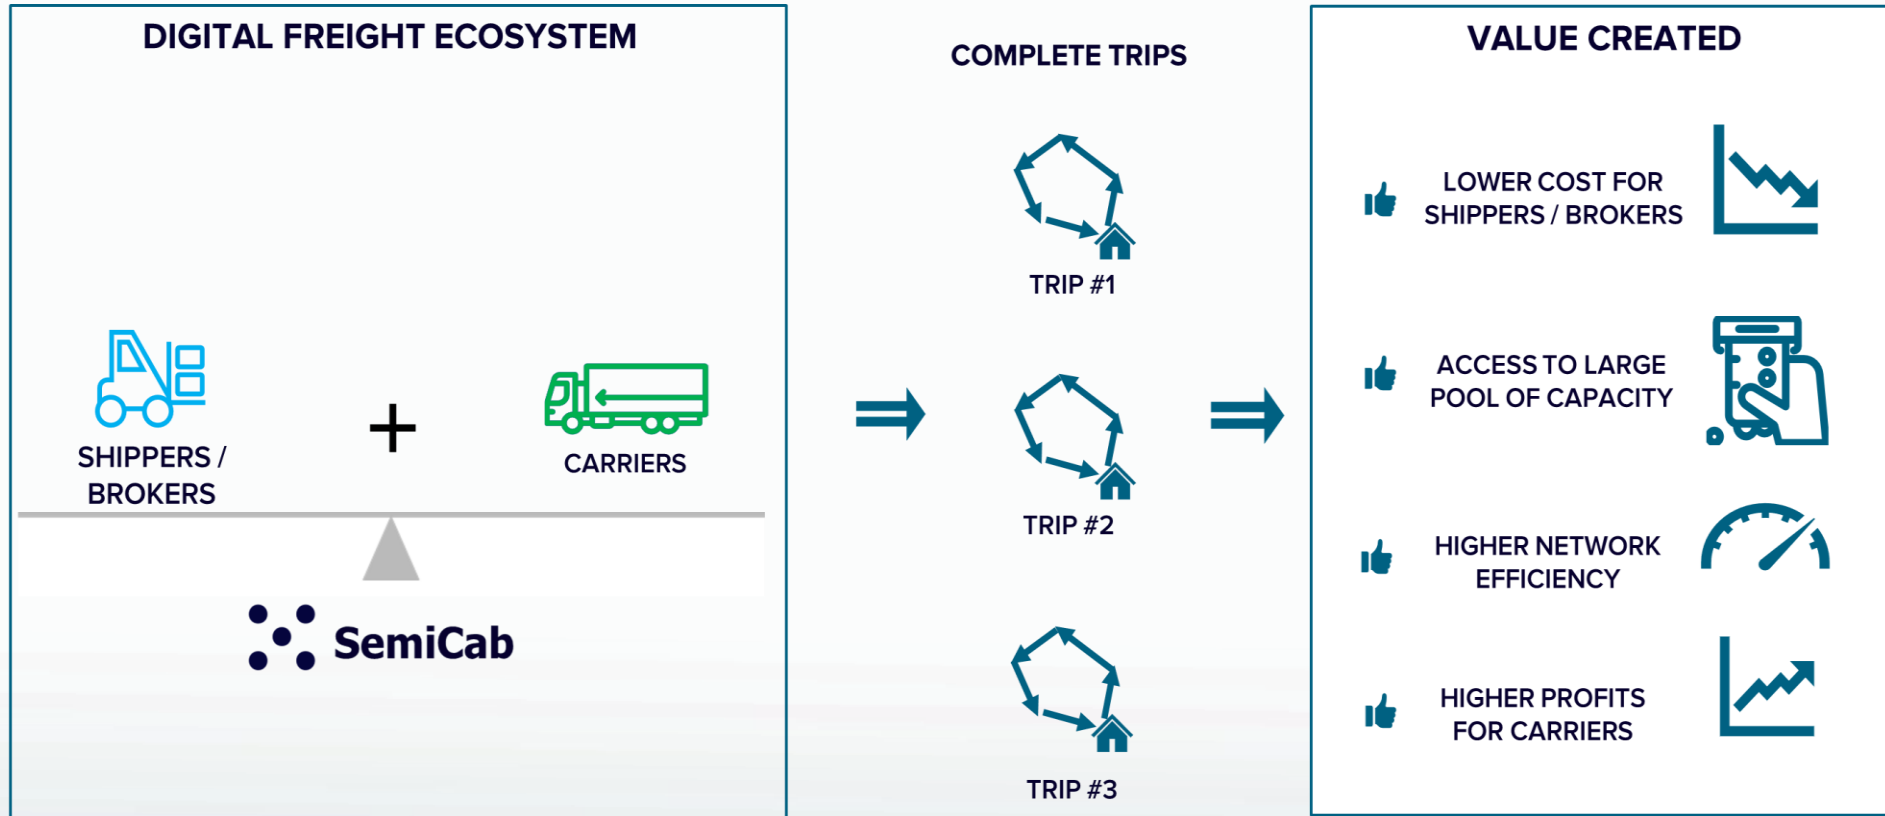 DIGITAL FREIGHT ECOSYSTEM
SHIPPERS /
BROKERS
+
CARRIERS
SemiCab
COMPLETE TRIPS
TRIP #1
TRIP #2
TRIP #3
VALUE CREATED
LOWER COST FOR
SHIPPERS / BROKERS
ACCESS TO LARGE
POOL OF CAPACITY
HIGHER NETWORK
EFFICIENCY
HIGHER PROFITS
FOR CARRIERS